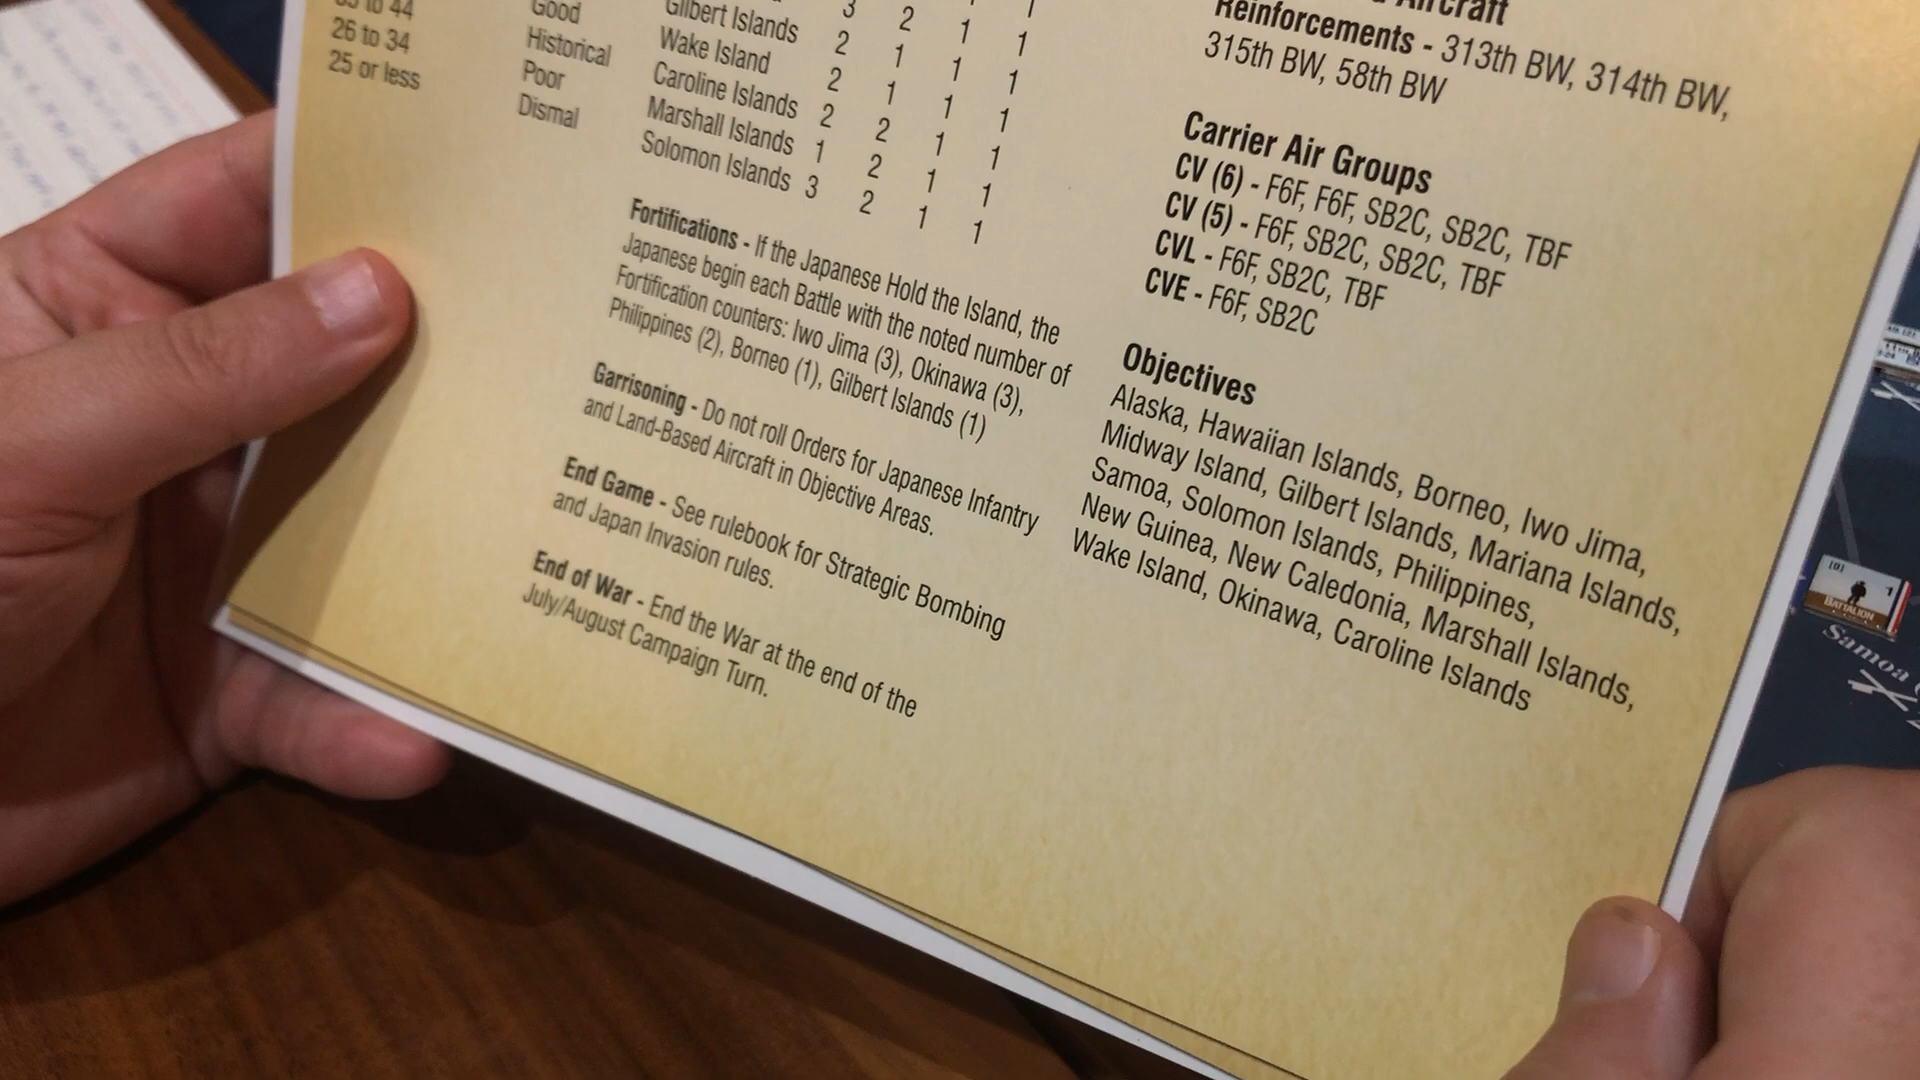 35 to 44
26 to 34
25 or less
Good
Historical
Poor
Dismal
3 2 1 1
Gilbert Islands 2 1 1 1
Wake Island 2 1 1 1
Caroline Islands 2 2 1 1
Marshall Islands 1 2 1 1
Solomon Islands 3 2 1 1
Fortifications - If the Japanese Hold the Island, the
Japanese begin each Battle with the noted number of
Fortification counters: Iwo Jima (3), Okinawa (3),
Philippines (2), Borneo (1), Gilbert Islands (1)
Garrisoning - Do not roll Orders for Japanese Infantry
and Land-Based Aircraft in Objective Areas.
End Game - See rulebook for Strategic Bombing
and Japan Invasion rules.
End of War - End the War at the end of the
July/August Campaign Turn.
Aircraft
Reinforcements - 313th BW, 314th BW,
315th BW, 58th BW
Carrier Air Groups
CV (6) - F6F, F6F, SB2C, SB2C, TBF
CV (5) - F6F, SB2C, SB2C, TBF
CVL - F6F, SB2C, TBF
CVE - F6F, SB2C
Objectives
Alaska, Hawaiian Islands, Borneo, Iwo Jima,
Midway Island, Gilbert Islands, Mariana Islands,
Samoa, Solomon Islands, Philippines,
New Guinea, New Caledonia, Marshall Islands,
Wake Island, Okinawa, Caroline Islands
[0] 1
BATTALION
Samoa